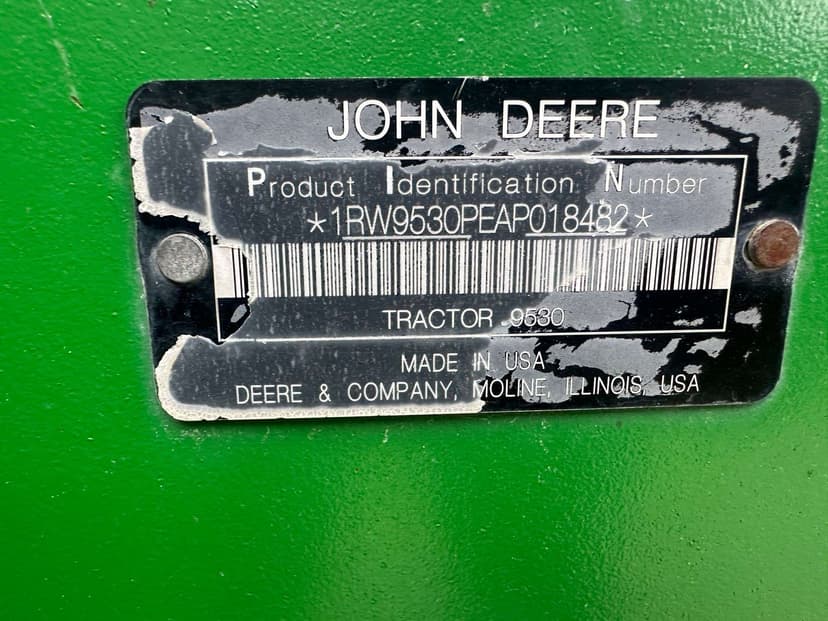 JOHN DEERE
Product Identification Number
*1RW9530PEAP018482*
TRACTOR 9530
MADE IN USA
DEERE & COMPANY, MOLINE, ILLINOIS, USA